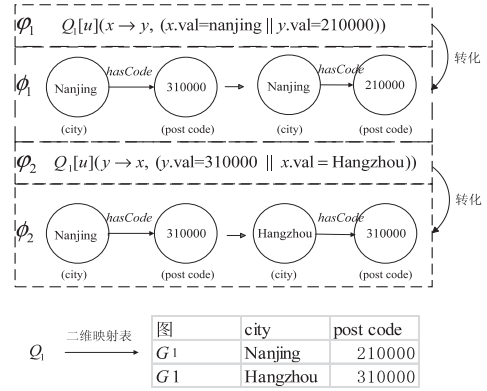 φ₁ Q₁[u](x → y, (x.val=nanjing || y.val=210000))
转化
ϕ₁ Nanjing hasCode 310000 → Nanjing hasCode 210000
(city) (post code) (city) (post code)
φ₂ Q₁[u](y → x, (y.val=310000 || x.val = Hangzhou))
转化
ϕ₂ Nanjing hasCode 310000 → Hangzhou hasCode 310000
(city) (post code) (city) (post code)
Q₁ 二维映射表
图 city post code
G1 Nanjing 210000
G1 Hangzhou 310000